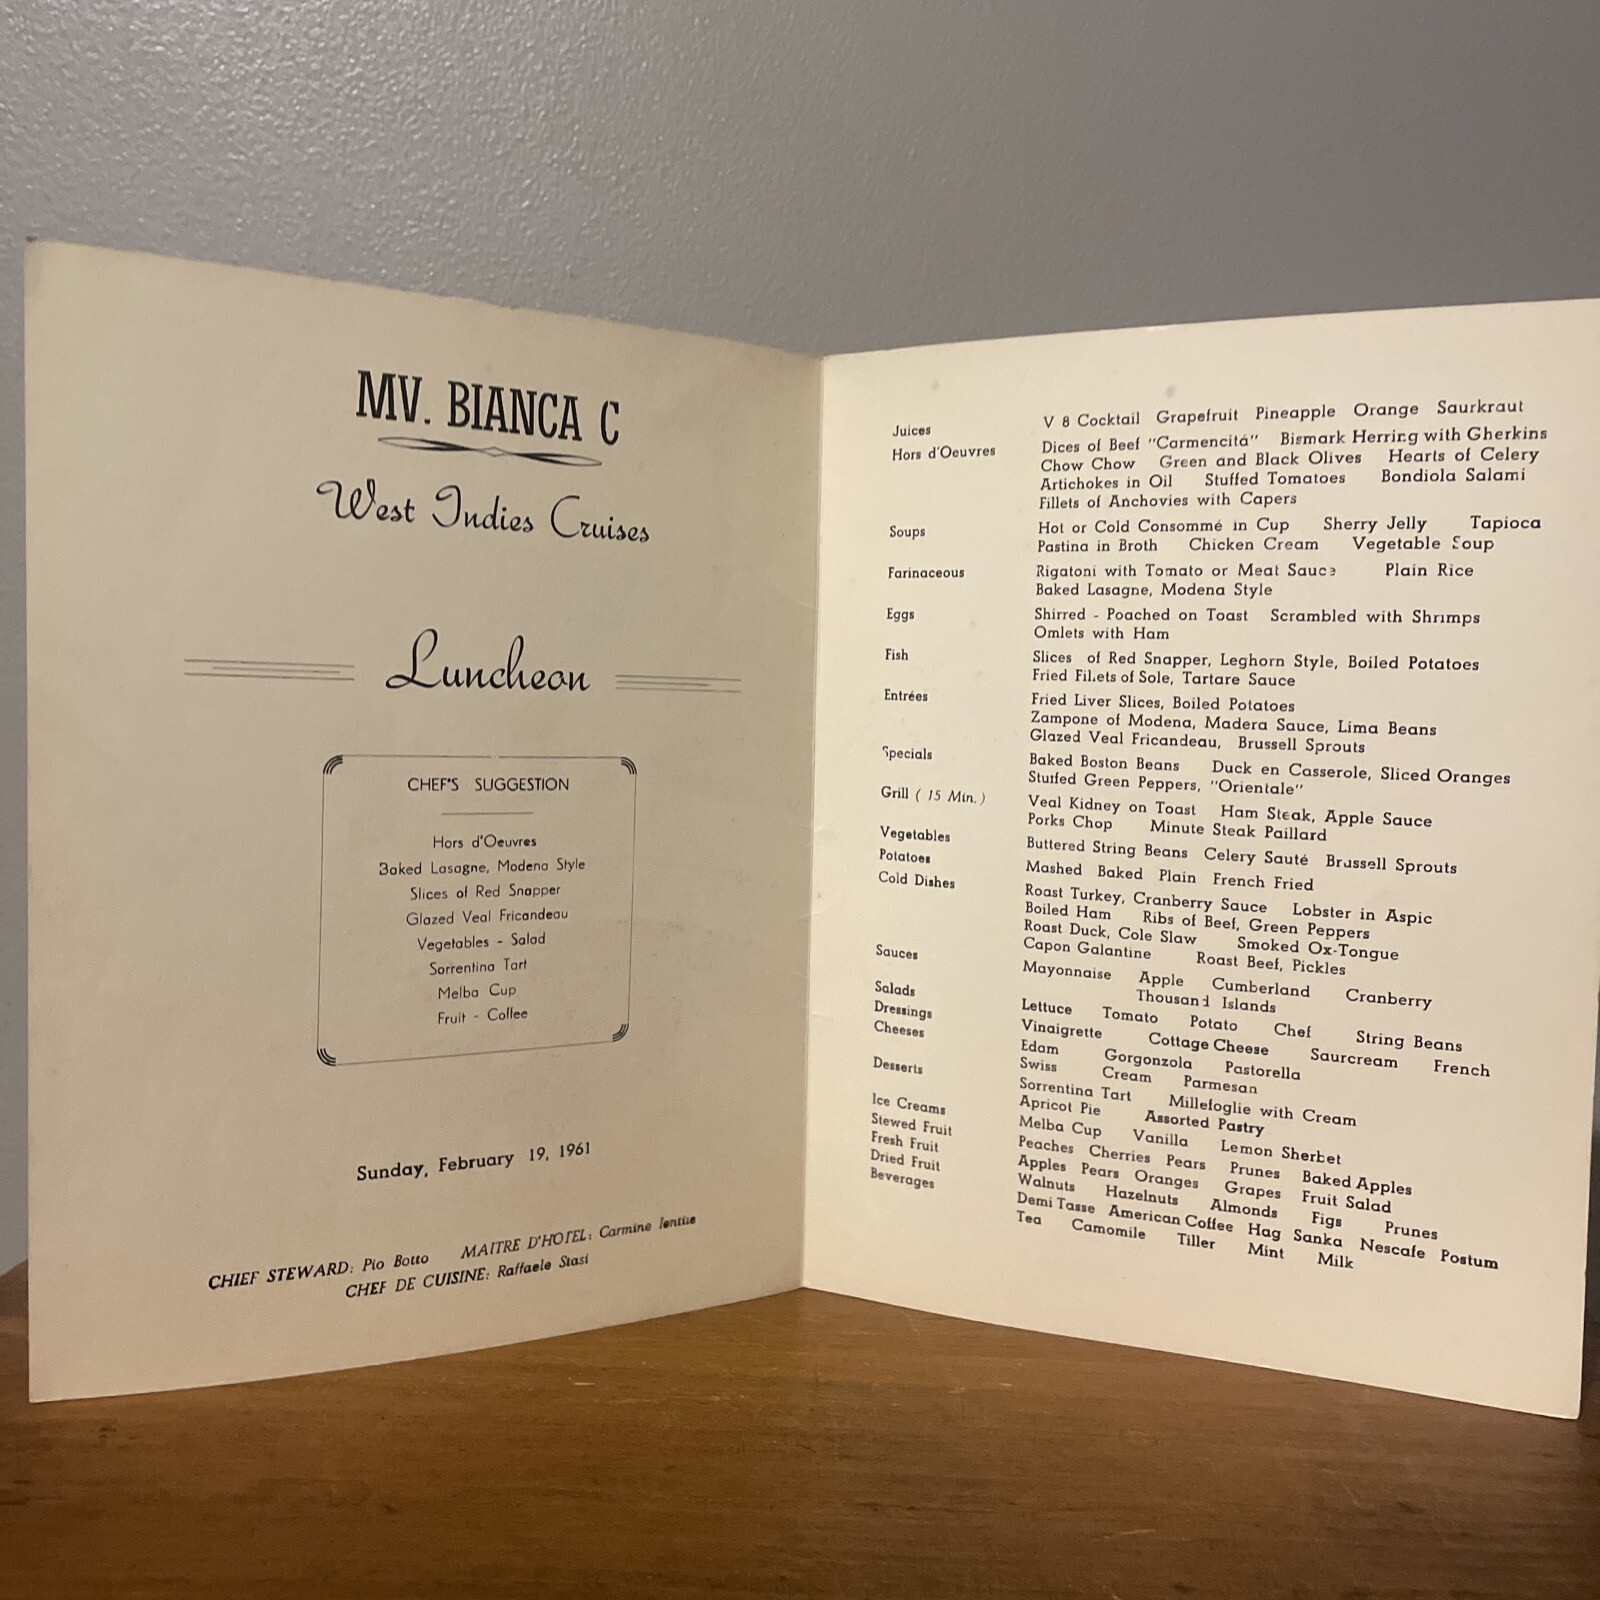 MV. BIANCA C
West Indies Cruises
Luncheon
CHEF'S SUGGESTION
Hors d'Oeuvres
Baked Lasagne, Modena Style
Slices of Red Snapper
Glazed Veal Fricandeau
Vegetables - Salad
Sorrentina Tart
Melba Cup
Fruit - Coffee
Sunday, February 19, 1961
CHIEF STEWARD: Pio Botto MAITRE D'HOTEL: Carmine
CHEF DE CUISINE: Raffaele Stasi
Juices V 8 Cocktail Grapefruit Pineapple Orange Saurkraut
Hors d'Oeuvres Dices of Beef "Carmencitá" Bismark Herring with Gherkins
Chow Chow Green and Black Olives Hearts of Celery
Artichokes in Oil Stuffed Tomatoes Bondiola Salami
Fillets of Anchovies with Capers
Soups Hot or Cold Consommé in Cup Sherry Jelly Tapioca
Pastina in Broth Chicken Cream Vegetable Soup
Farinaceous Rigatoni with Tomato or Meat Sauce Plain Rice
Baked Lasagne, Modena Style
Eggs Shirred - Poached on Toast Scrambled with Shrimps
Omlets with Ham
Fish Slices of Red Snapper, Leghorn Style, Boiled Potatoes
Fried Filets of Sole, Tartare Sauce
Entrées Fried Liver Slices, Boiled Potatoes
Zampone of Modena, Madera Sauce, Lima Beans
Glazed Veal Fricandeau, Brussell Sprouts
Specials Baked Boston Beans Duck en Casserole, Sliced Oranges
Stuffed Green Peppers, "Orientale"
Grill ( 15 Min. ) Veal Kidney on Toast Ham Steak, Apple Sauce
Porks Chop Minute Steak Paillard
Vegetables Buttered String Beans Celery Sauté Brussell Sprouts
Potatoes Mashed Baked Plain French Fried
Cold Dishes Roast Turkey, Cranberry Sauce Lobster in Aspic
Boiled Ham Ribs of Beef, Green Peppers
Roast Duck, Cole Slaw Smoked Ox-Tongue
Capon Galantine Roast Beef, Pickles
Sauces Mayonnaise Apple Cumberland Cranberry
Thousand Islands
Salads Lettuce Tomato Potato Chef String Beans
Dressings Vinaigrette Cottage Cheese Saurcream French
Cheeses Edam Gorgonzola Pastorella
Swiss Cream Parmesan
Desserts Sorrentina Tart Millefoglie with Cream
Apricot Pie Assorted Pastry
Ice Creams Melba Cup Vanilla Lemon Sherbet
Stewed Fruit Peaches Cherries Pears Prunes Baked Apples
Fresh Fruit Apples Pears Oranges Grapes Fruit Salad
Dried Fruit Walnuts Hazelnuts Almonds Figs Prunes
Beverages Demi Tasse American Coffee Hag Sanka Nescafe Postum
Tea Camomile Tiller Mint Milk